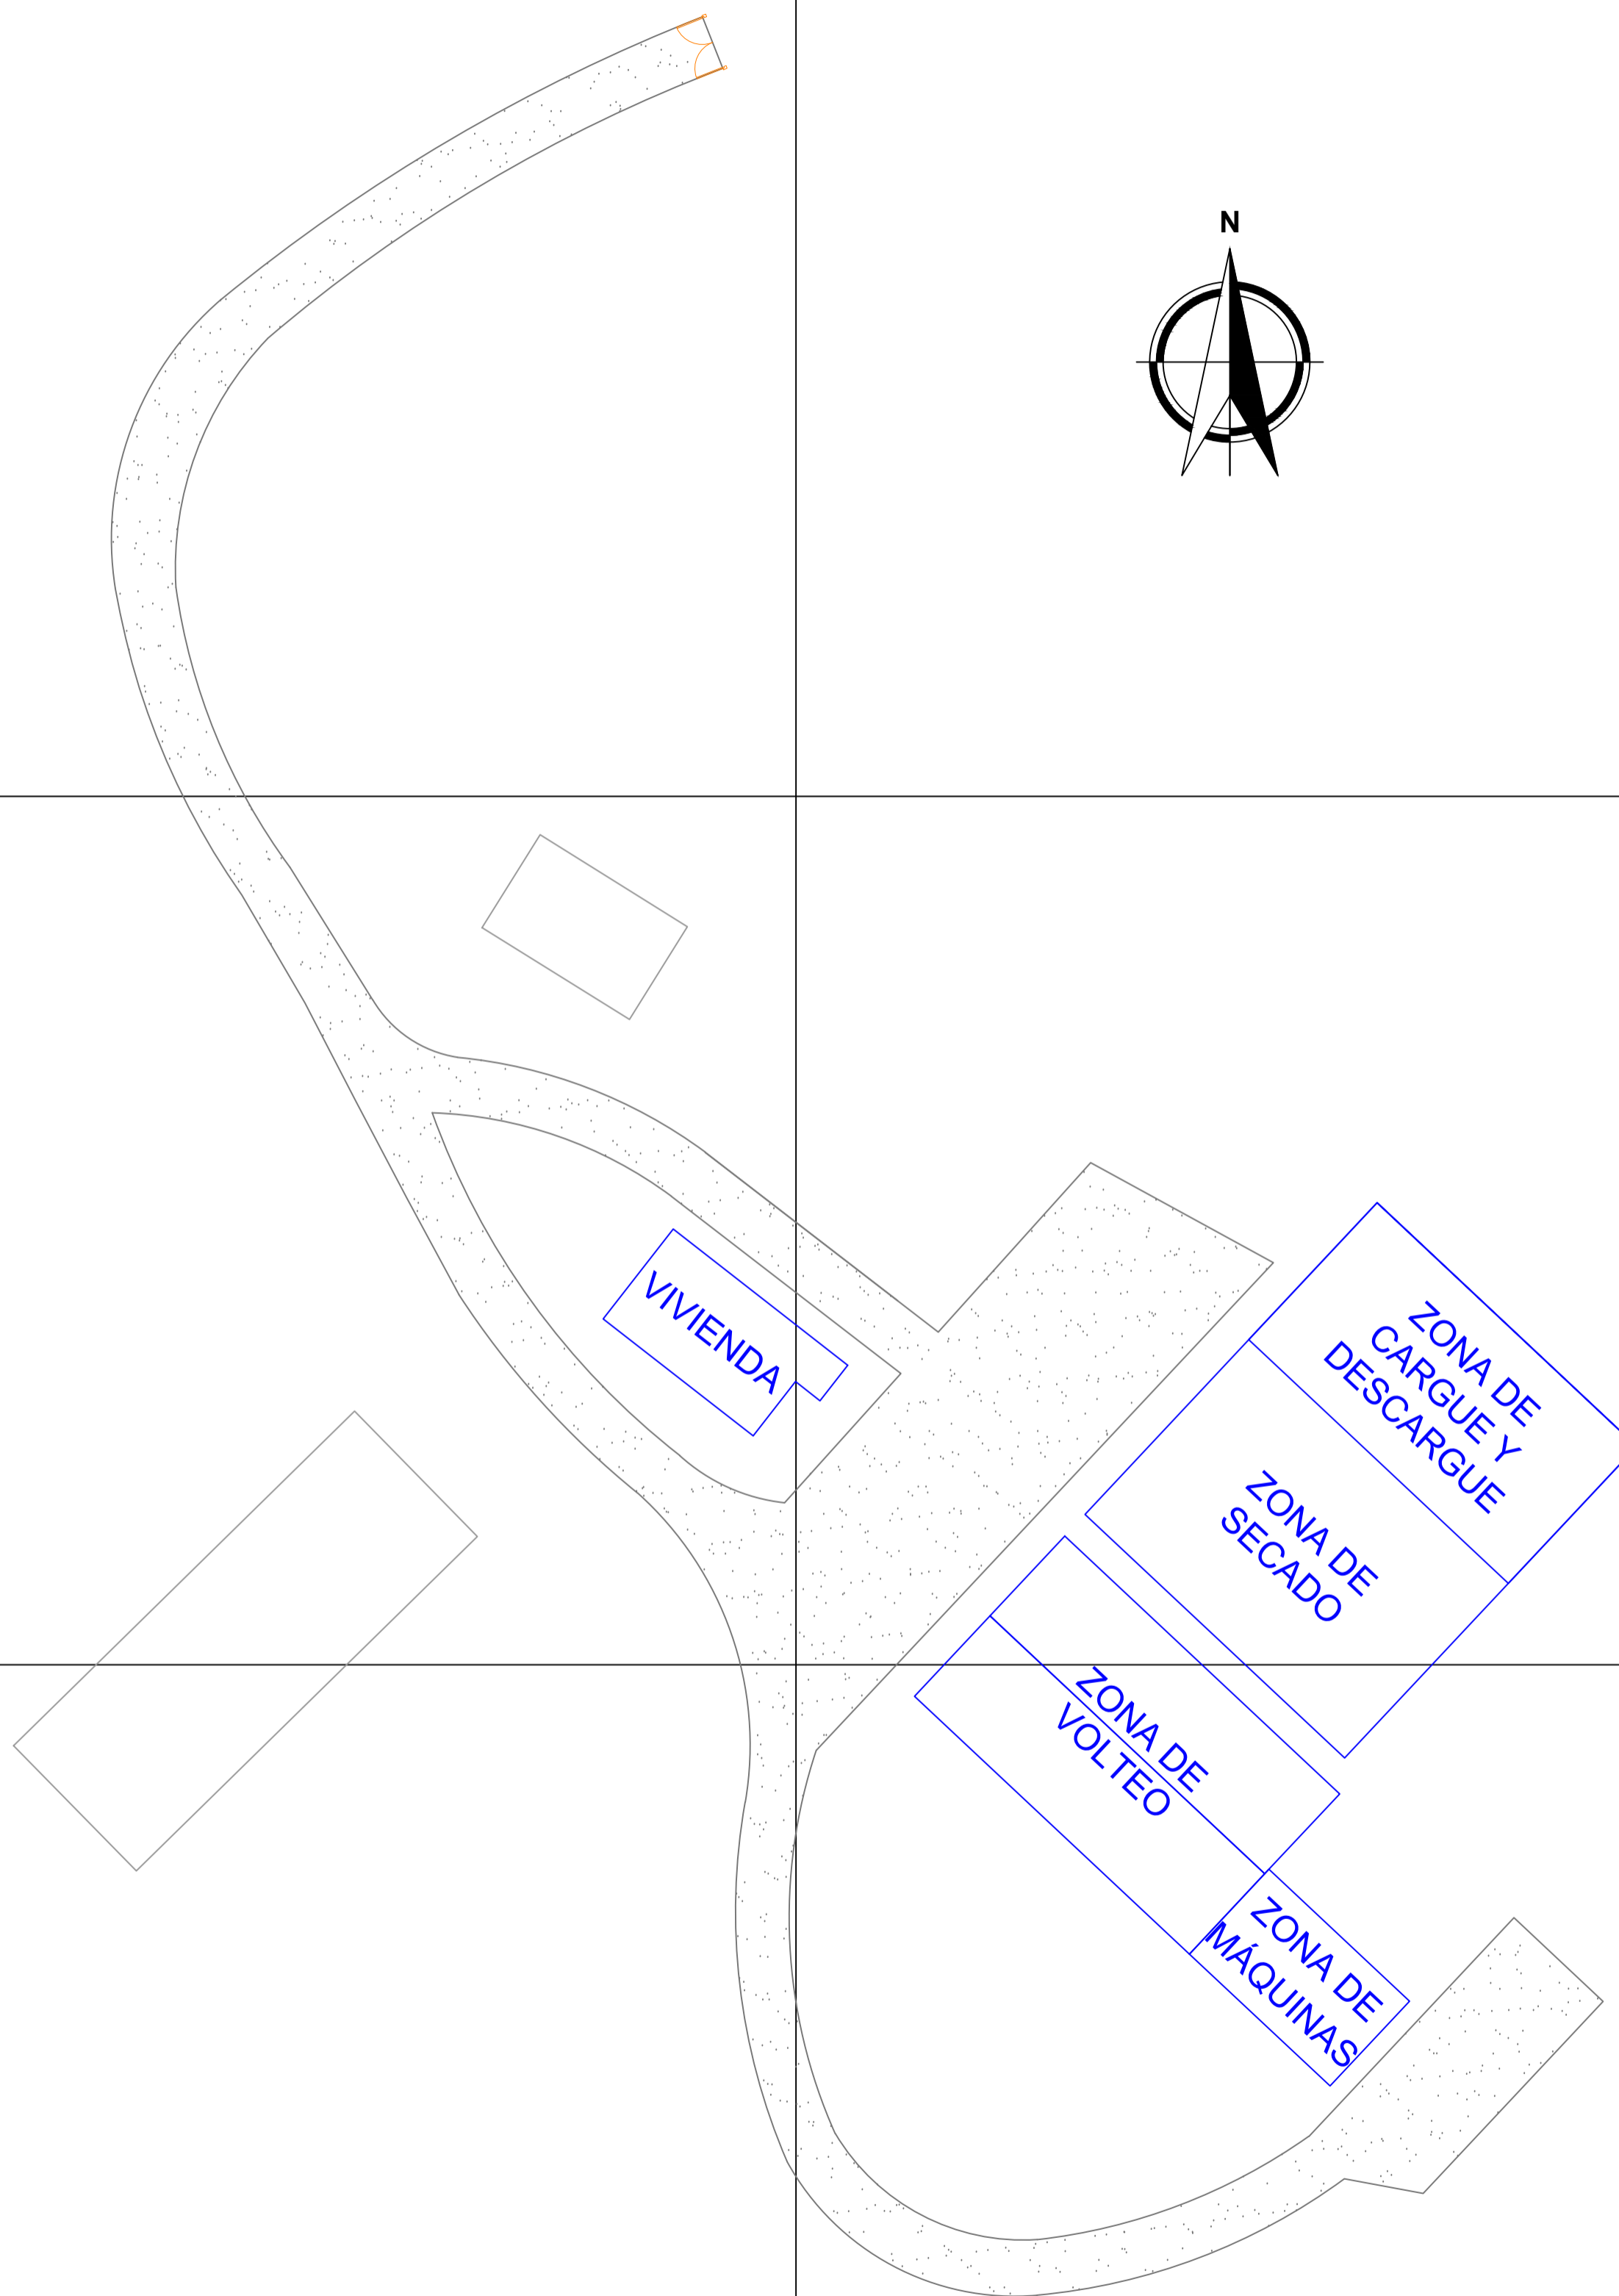 N
VIVIENDA
ZONA DE
CARGUE Y
DESCARGUE
ZONA DE
SECADO
ZONA DE
VOLTEO
ZONA DE
MÁQUINAS